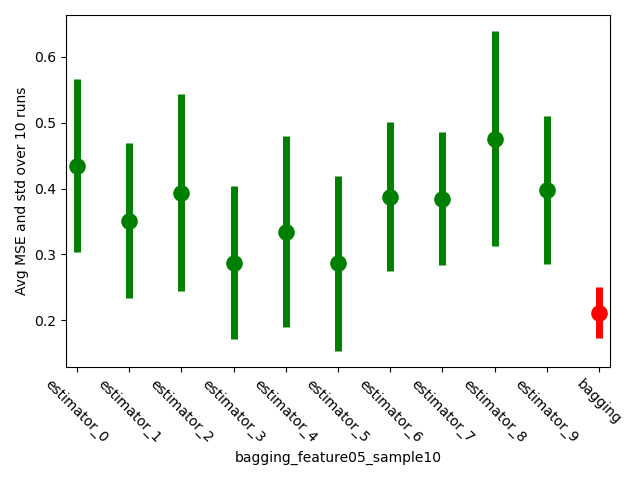 Avg MSE and std over 10 runs
0.6
0.5
0.4
0.3
0.2
estimator_0
estimator_1
estimator_2
estimator_3
estimator_4
estimator_5
estimator_6
estimator_7
estimator_8
estimator_9
bagging
bagging_feature05_sample10